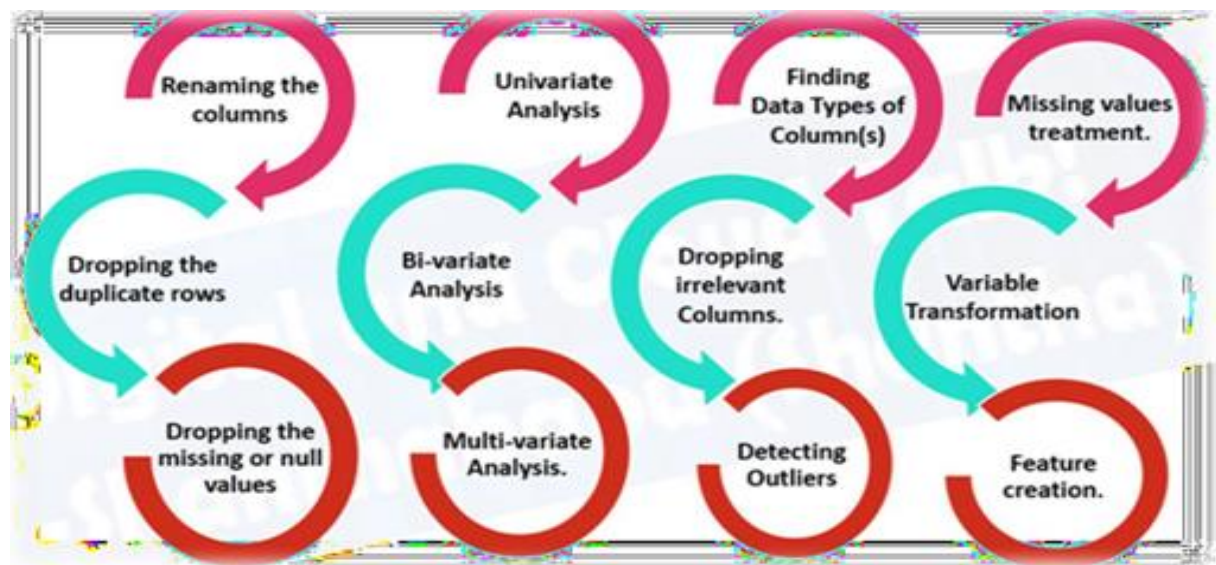 Renaming the
columns
Dropping the
duplicate rows
Dropping the
missing or null
values
Univariate
Analysis
Bi-variate
Analysis
Multi-variate
Analysis.
Finding
Data Types of
Column(s)
Dropping
irrelevant
Columns.
Detecting
Outliers
Missing values
treatment.
Variable
Transformation
Feature
creation.